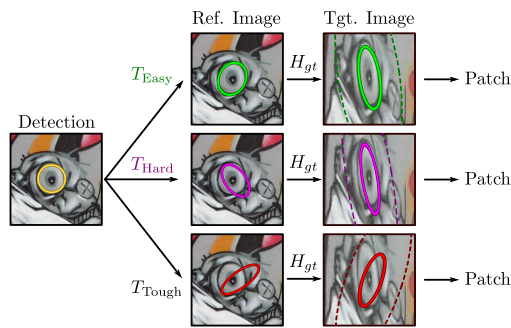 Ref. Image Tgt. Image
T_Easy H_gt Patch
Detection
T_Hard H_gt Patch
T_Tough H_gt Patch